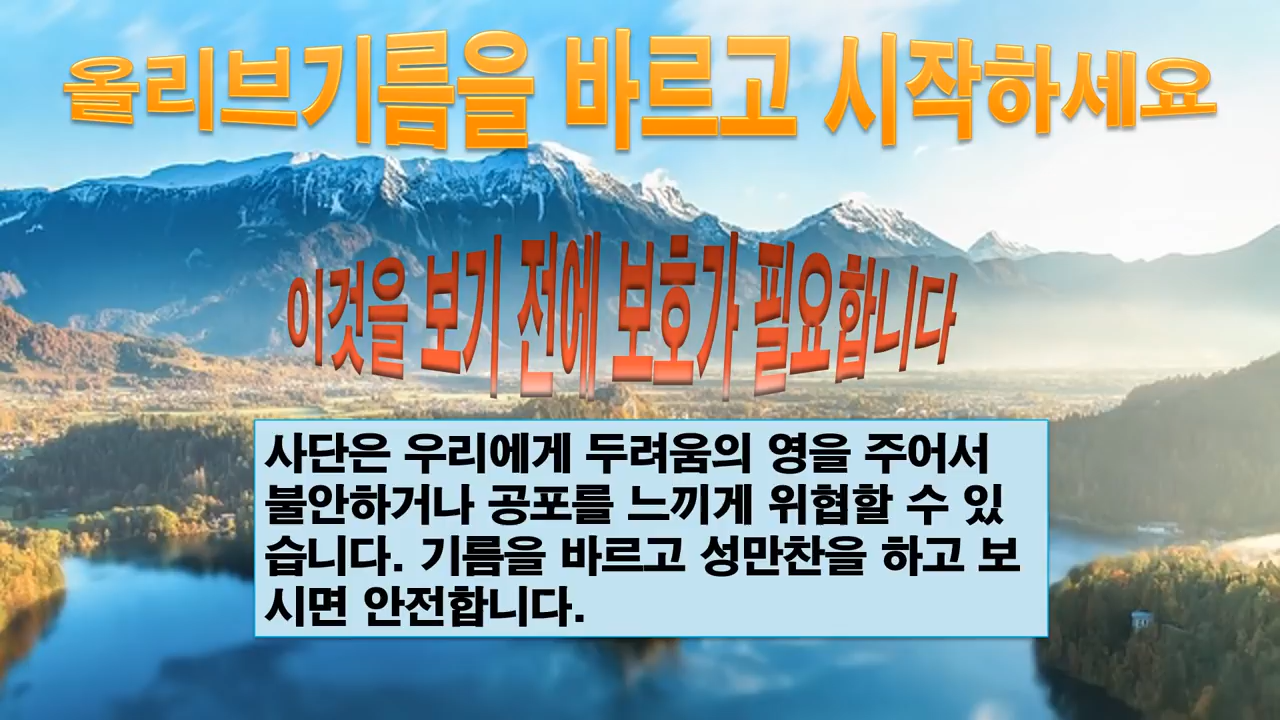 올리브기름을 바르고 시작하세요
이것을 보기 전에 보호가 필요합니다
사단은 우리에게 두려움의 영을 주어서
불안하거나 공포를 느끼게 위협할 수 있
습니다. 기름을 바르고 성만찬을 하고 보
시면 안전합니다.